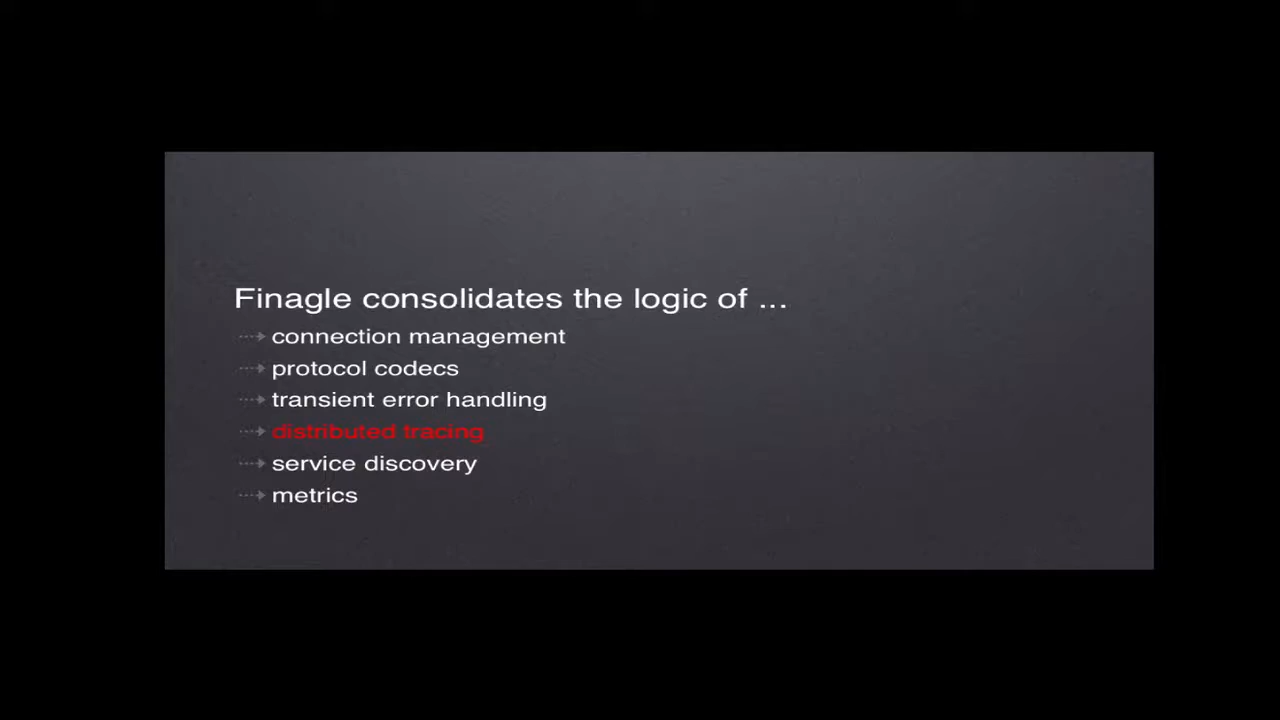 Finagle consolidates the logic of ...
connection management
protocol codecs
transient error handling
distributed tracing
service discovery
metrics